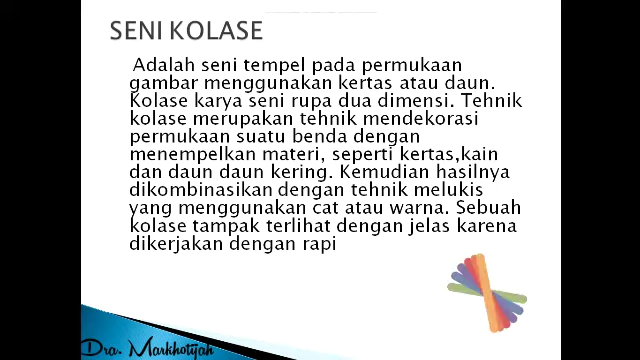 SENI KOLASE
Adalah seni tempel pada permukaan
gambar menggunakan kertas atau daun.
Kolase karya seni rupa dua dimensi. Tehnik
kolase merupakan tehnik mendekorasi
permukaan suatu benda dengan
menempelkan materi, seperti kertas,kain
dan daun daun kering. Kemudian hasilnya
dikombinasikan dengan tehnik melukis
yang menggunakan cat atau warna. Sebuah
kolase tampak terlihat dengan jelas karena
dikerjakan dengan rapi
Dra. Markhotijah